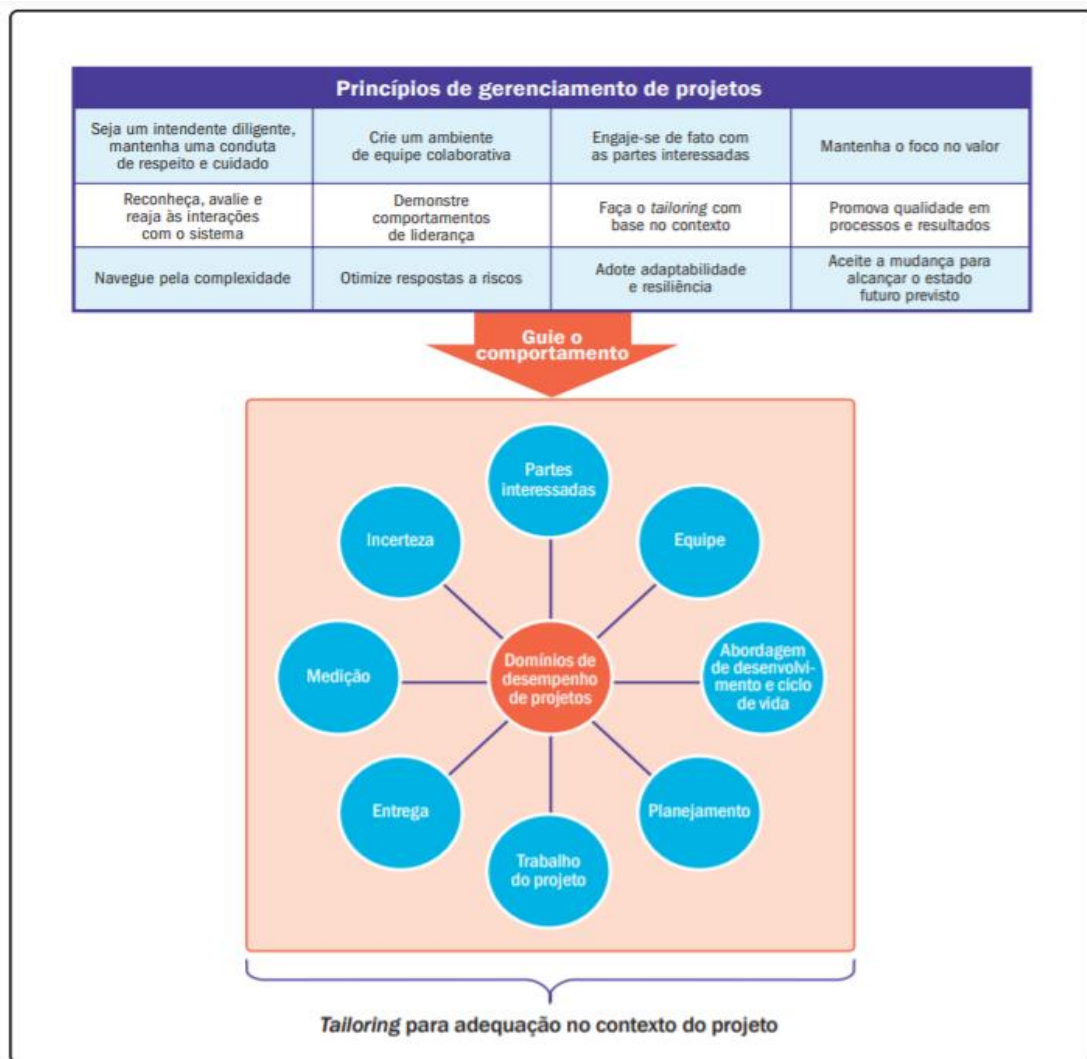 Princípios de gerenciamento de projetos
Seja um intendente diligente,
mantenha uma conduta
de respeito e cuidado
Crie um ambiente
de equipe colaborativa
Engaje-se de fato com
as partes interessadas
Mantenha o foco no valor
Reconheça, avalie e
reaja às interações
com o sistema
Demonstre
comportamentos
de liderança
Faça o tailoring com
base no contexto
Promova qualidade em
processos e resultados
Navegue pela complexidade
Otimize respostas a riscos
Adote adaptabilidade
e resiliência
Aceite a mudança para
alcançar o estado
futuro previsto
Guie o
comportamento
Partes
interessadas
Incerteza
Equipe
Medição
Domínios de
desempenho
de projetos
Abordagem
de desenvolvi-
mento e ciclo
de vida
Entrega
Planejamento
Trabalho
do projeto
Tailoring para adequação no contexto do projeto